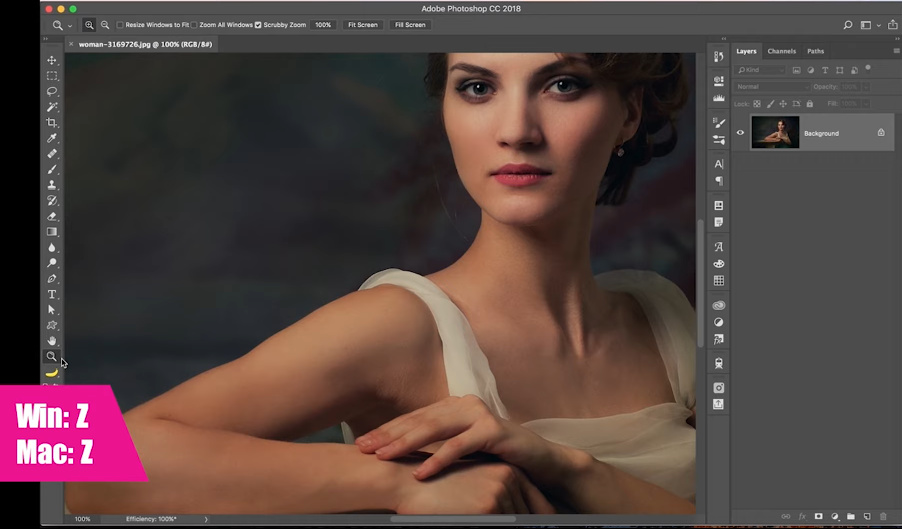 Adobe Photoshop CC 2018
Resize Windows to Fit Zoom All Windows Scrubby Zoom 100% Fit Screen Fill Screen
× woman-3169726.jpg @ 100% (RGB/8#)
Layers Channels Paths
Kind
Normal Opacity: 100%
Lock: Fill: 100%
Background
Win: Z
Mac: Z
100% Efficiency: 100%*